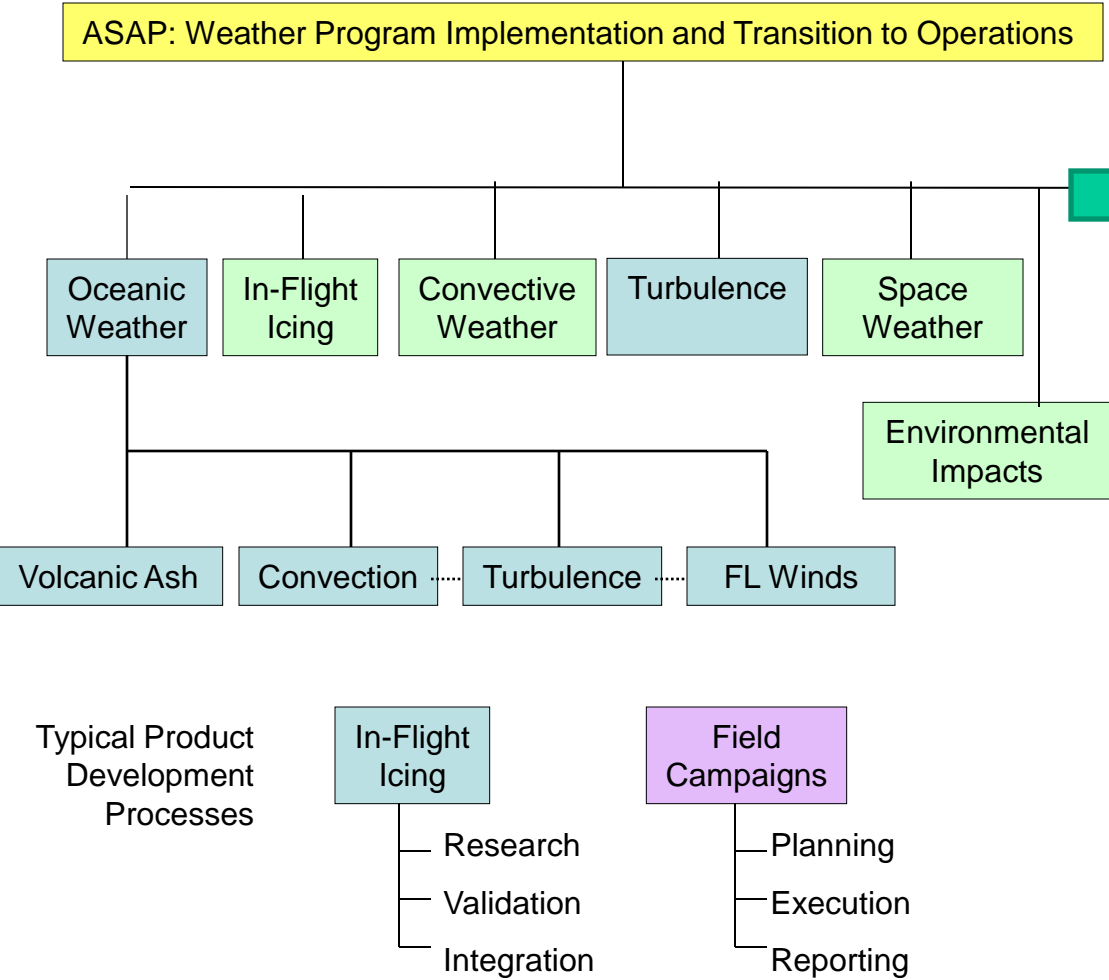 ASAP: Weather Program Implementation and Transition to Operations
Oceanic
Weather
In-Flight
Icing
Convective
Weather
Turbulence
Space
Weather
Environmental
Impacts
Volcanic Ash
Convection
Turbulence
FL Winds
Typical Product
Development
Processes
In-Flight
Icing
Research
Validation
Integration
Field
Campaigns
Planning
Execution
Reporting